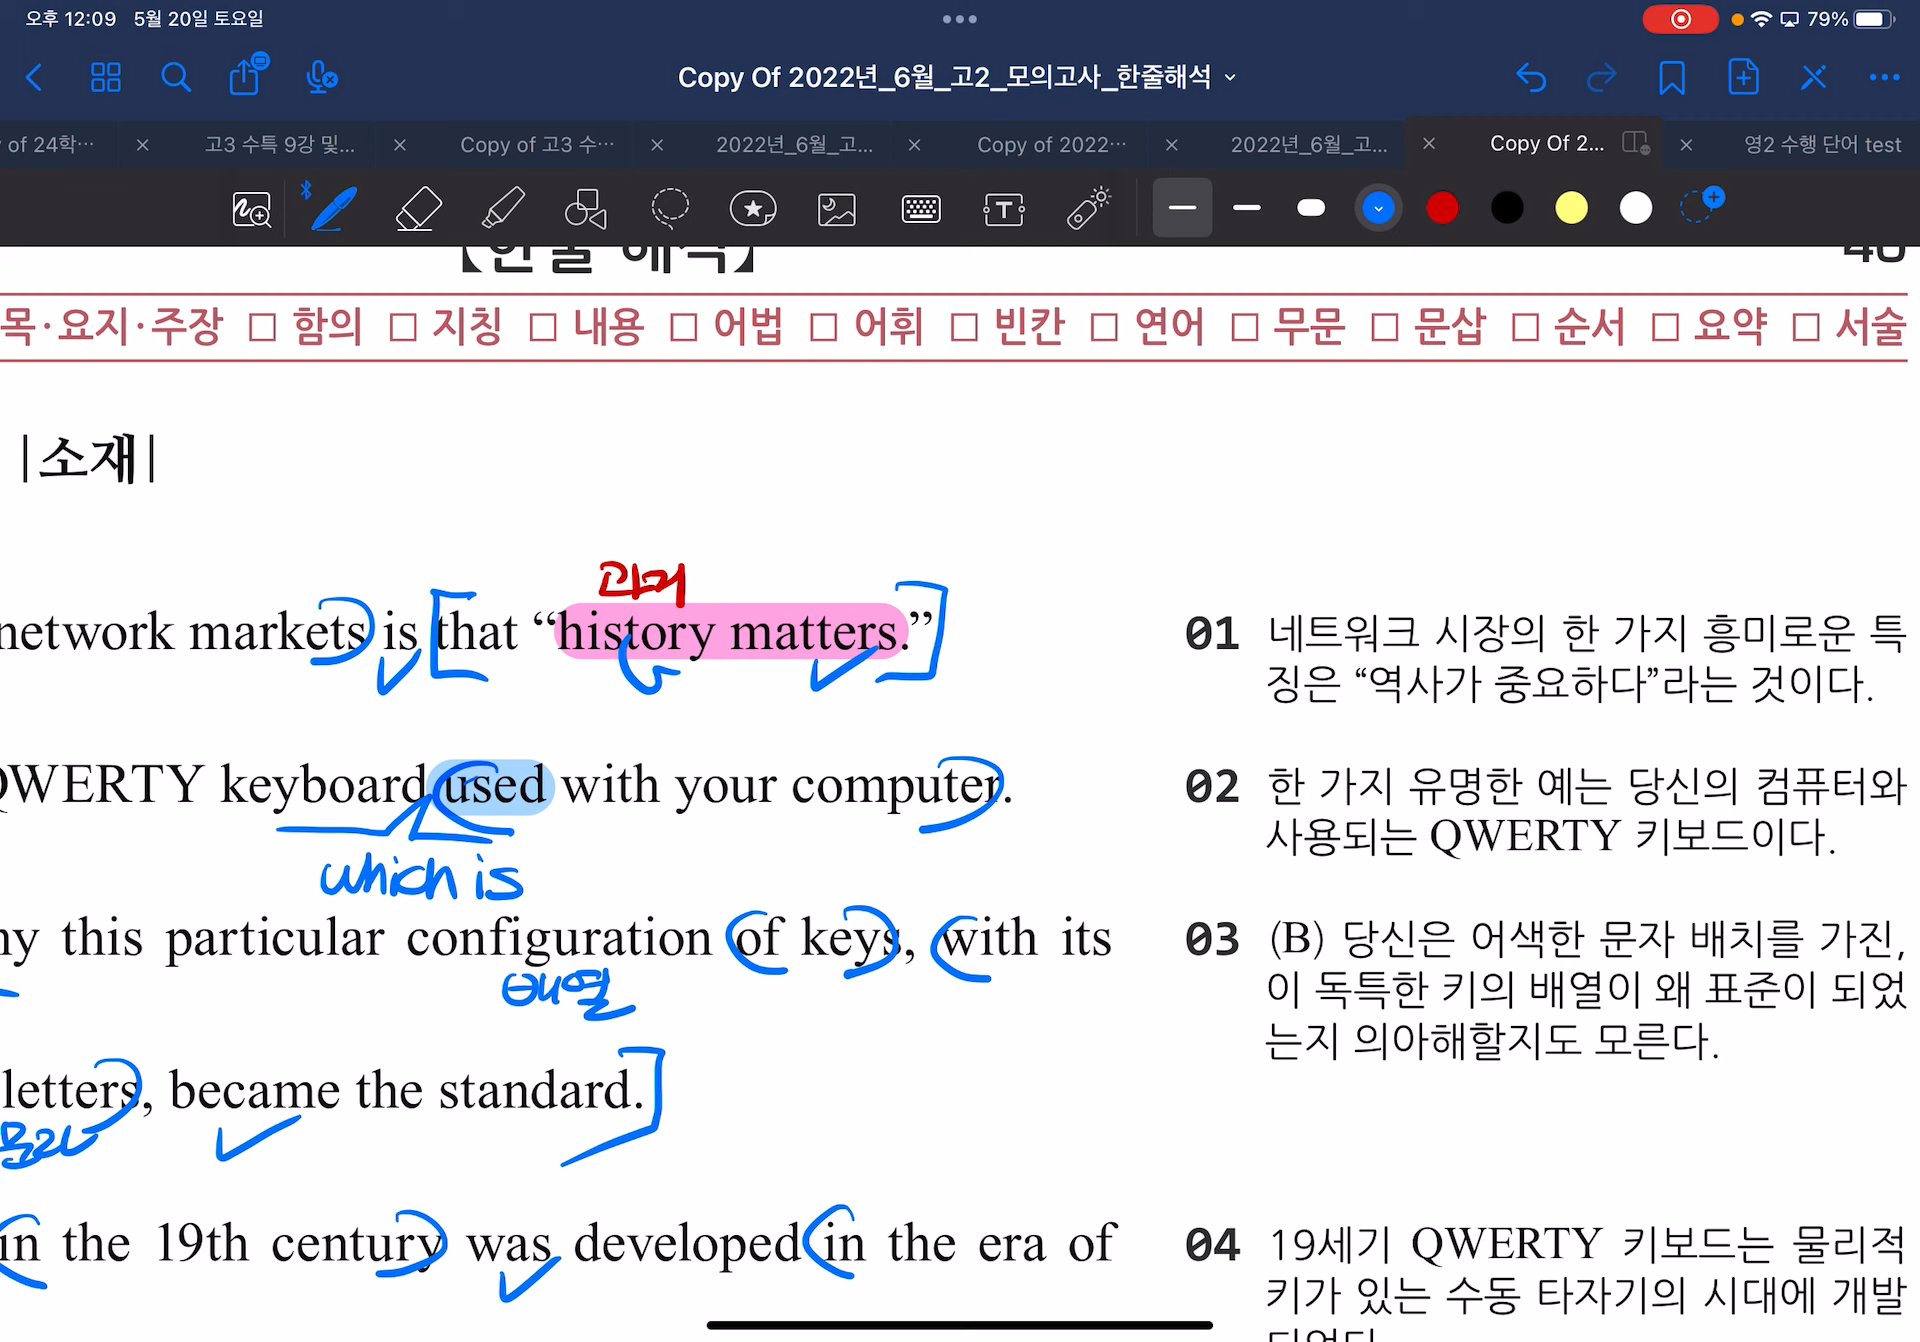 오후 12:09 5월 20일 토요일
79%
Copy Of 2022년_6월_고2_모의고사_한줄해석
of 24학… 고3 수특 9강 및... Copy of 고3 수… 2022년_6월_고... Copy of 2022… 2022년_6월_고... Copy Of 2... 영2 수행 단어 test
【한줄 해석】
목·요지·주장 □ 함의 □ 지칭 □ 내용 □ 어법 □ 어휘 □ 빈칸 □ 연어 □ 무문 □ 문삽 □ 순서 □ 요약 □ 서술
|소재|
과거
network markets is that “history matters.”
01 네트워크 시장의 한 가지 흥미로운 특
징은 “역사가 중요하다”라는 것이다.
QWERTY keyboard used with your computer.
which is
02 한 가지 유명한 예는 당신의 컴퓨터와
사용되는 QWERTY 키보드이다.
this particular configuration of keys, with its
배열
letters, became the standard.
03 (B) 당신은 어색한 문자 배치를 가진,
이 독특한 키의 배열이 왜 표준이 되었
는지 의아해할지도 모른다.
in the 19th century was developed in the era of
04 19세기 QWERTY 키보드는 물리적
키가 있는 수동 타자기의 시대에 개발